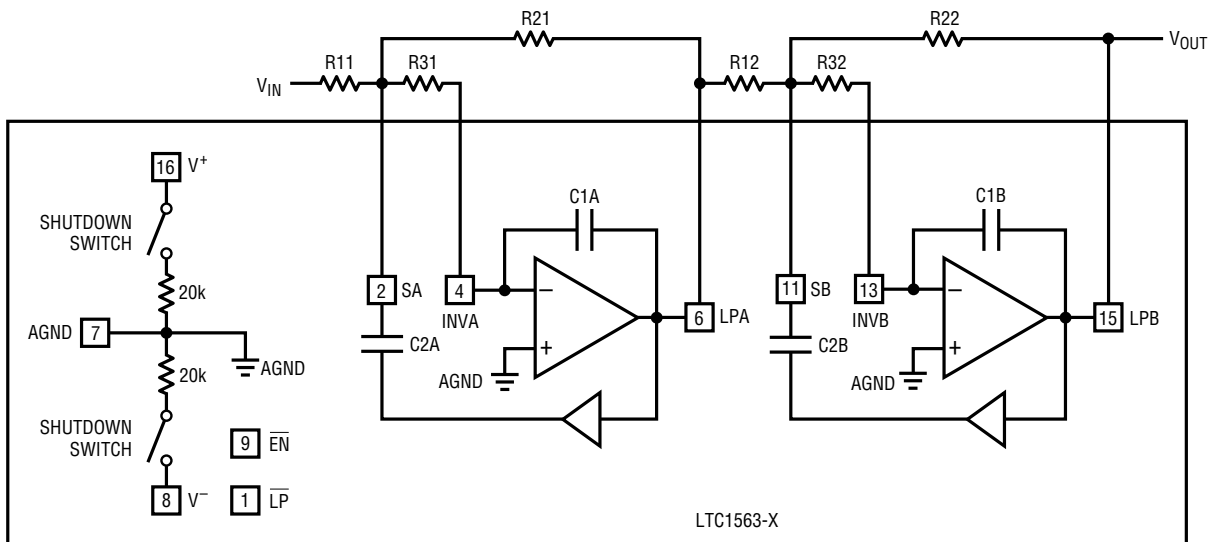 R21
R22
R11
R31
R12
R32
VIN
VOUT
16 V+
SHUTDOWN
SWITCH
20k
AGND 7
AGND
20k
SHUTDOWN
SWITCH
8 V−
9 EN
1 LP
C1A
2 SA
4
INVA
−
+
AGND
C2A
6 LPA
C1B
11 SB
13
INVB
−
+
AGND
C2B
15 LPB
LTC1563-X